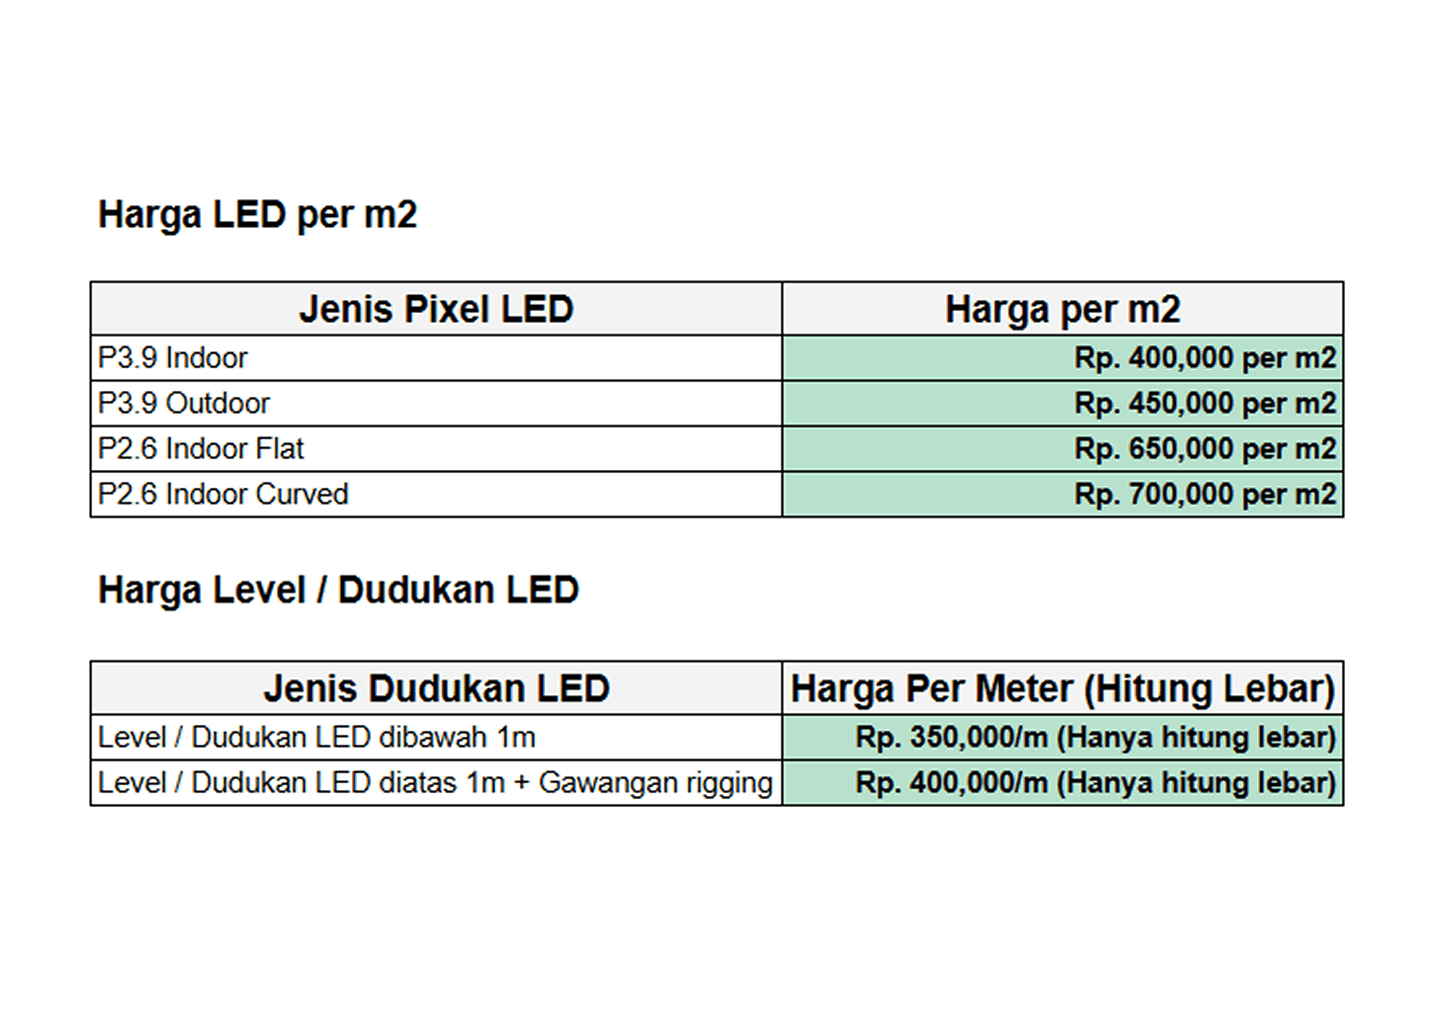 Harga LED per m2
Jenis Pixel LED Harga per m2
P3.9 Indoor Rp. 400,000 per m2
P3.9 Outdoor Rp. 450,000 per m2
P2.6 Indoor Flat Rp. 650,000 per m2
P2.6 Indoor Curved Rp. 700,000 per m2
Harga Level / Dudukan LED
Jenis Dudukan LED Harga Per Meter (Hitung Lebar)
Level / Dudukan LED dibawah 1m Rp. 350,000/m (Hanya hitung lebar)
Level / Dudukan LED diatas 1m + Gawangan rigging Rp. 400,000/m (Hanya hitung lebar)